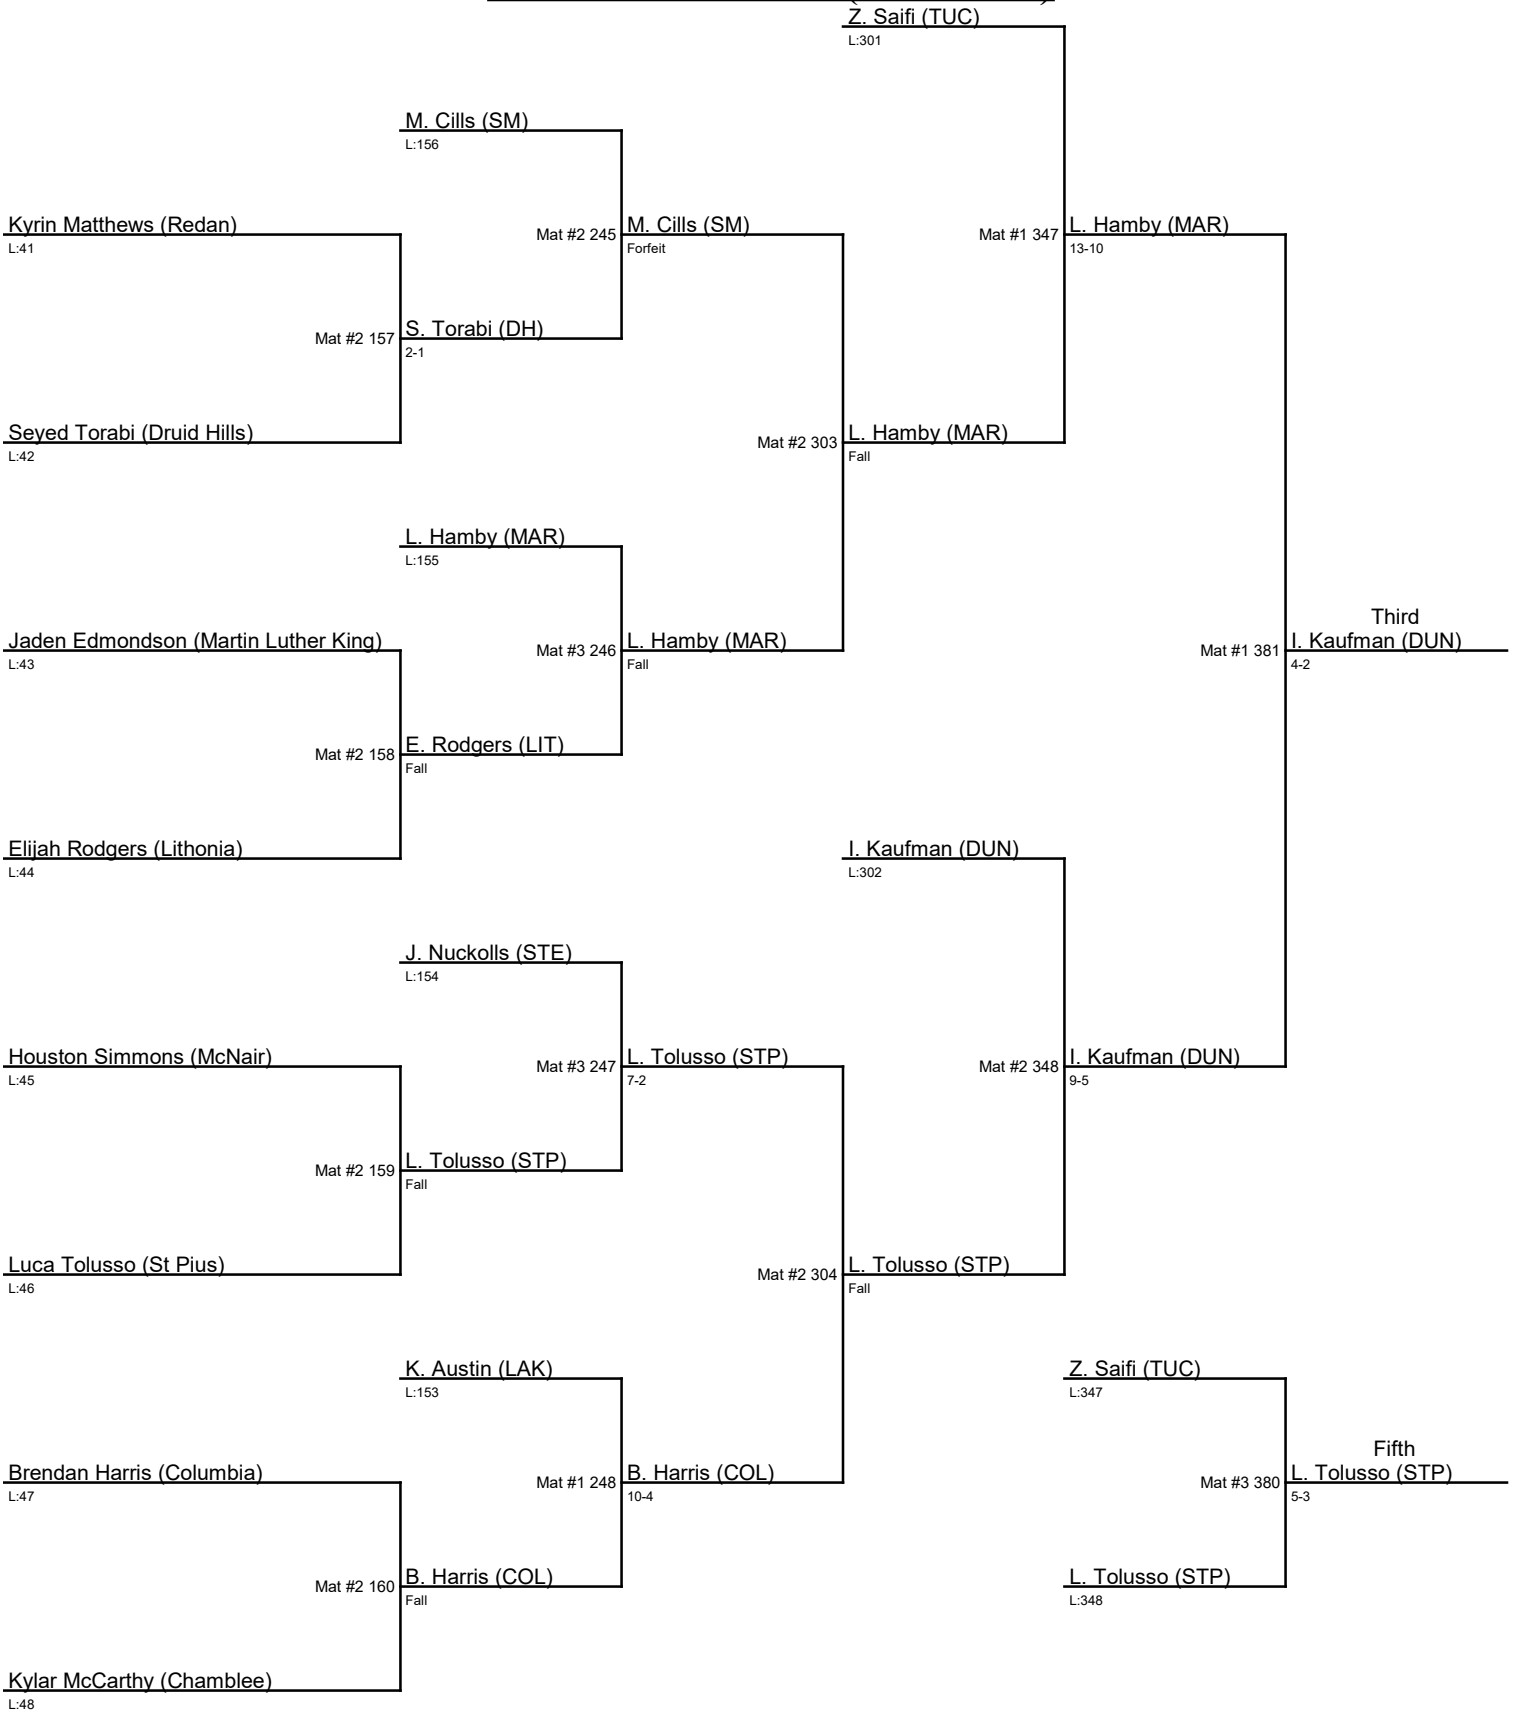 Z. Saifi (TUC)
L:301
M. Cills (SM)
L:156
Kyrin Matthews (Redan)
L:41
Mat #2 245
M. Cills (SM)
Forfeit
Mat #1 347
L. Hamby (MAR)
13-10
Mat #2 157
S. Torabi (DH)
2-1
Seyed Torabi (Druid Hills)
L:42
Mat #2 303
L. Hamby (MAR)
Fall
L. Hamby (MAR)
L:155
Third
Jaden Edmondson (Martin Luther King)
L:43
Mat #3 246
L. Hamby (MAR)
Fall
Mat #1 381
I. Kaufman (DUN)
4-2
Mat #2 158
E. Rodgers (LIT)
Fall
Elijah Rodgers (Lithonia)
L:44
I. Kaufman (DUN)
L:302
J. Nuckolls (STE)
L:154
Houston Simmons (McNair)
L:45
Mat #3 247
L. Tolusso (STP)
7-2
Mat #2 348
I. Kaufman (DUN)
9-5
Mat #2 159
L. Tolusso (STP)
Fall
Luca Tolusso (St Pius)
L:46
Mat #2 304
L. Tolusso (STP)
Fall
K. Austin (LAK)
L:153
Z. Saifi (TUC)
L:347
Fifth
Brendan Harris (Columbia)
L:47
Mat #1 248
B. Harris (COL)
10-4
Mat #3 380
L. Tolusso (STP)
5-3
Mat #2 160
B. Harris (COL)
Fall
L. Tolusso (STP)
L:348
Kylar McCarthy (Chamblee)
L:48